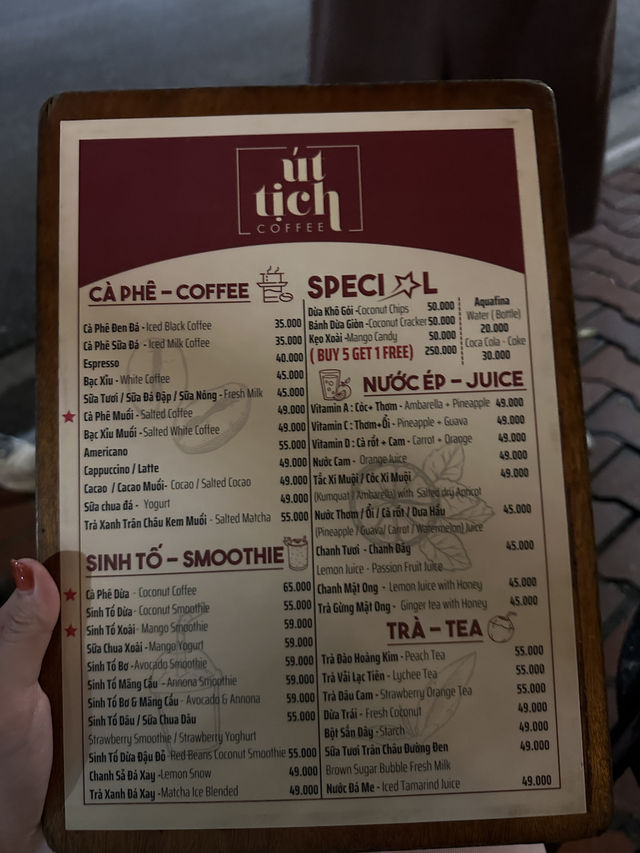 út
tịch
COFFEE
CÀ PHÊ – COFFEE
Cà Phê Đen Đá - Iced Black Coffee 35.000
Cà Phê Sữa Đá - Iced Milk Coffee 35.000
Espresso 40.000
Bạc Xỉu - White Coffee 45.000
Sữa Tươi / Sữa Đá Đập / Sữa Nóng - Fresh Milk 45.000
Cà Phê Muối - Salted Coffee 49.000
Bạc Xỉu Muối - Salted White Coffee 49.000
Americano 55.000
Cappuccino / Latte 49.000
Cacao / Cacao Muối - Cocoa / Salted Cocoa 49.000
Sữa chua đá - Yogurt 49.000
Trà Xanh Trân Châu Kem Muối - Salted Matcha 55.000
SINH TỐ – SMOOTHIE
Cà Phê Dừa - Coconut Coffee 65.000
Sinh Tố Dừa - Coconut Smoothie 55.000
Sinh Tố Xoài - Mango Smoothie 59.000
Sữa Chua Xoài - Mango Yogurt 59.000
Sinh Tố Bơ - Avocado Smoothie 59.000
Sinh Tố Mãng Cầu - Annona Smoothie 59.000
Sinh Tố Bơ & Mãng Cầu - Avocado & Annona 59.000
Sinh Tố Dâu / Sữa Chua Dâu 55.000
Strawberry Smoothie / Strawberry Yoghurt
Sinh Tố Dừa Đậu Đỏ - Red Beans Coconut Smoothie 55.000
Chanh Sả Đá Xay - Lemon Snow 49.000
Trà Xanh Đá Xay - Matcha Ice Blended 49.000
SPECIAL
Dừa Khô Gói - Coconut Chips 50.000
Bánh Dừa Giòn - Coconut Cracker 50.000
Kẹo Xoài - Mango Candy 50.000
( BUY 5 GET 1 FREE) 250.000
Aquafina
Water ( Bottle)
20.000
Coca Cola - Coke
30.000
NƯỚC ÉP – JUICE
Vitamin A : Cóc+ Thơm - Ambarella + Pineapple 49.000
Vitamin C : Thơm+Ổi - Pineapple + Guava 49.000
Vitamin D : Cà rốt + Cam - Carrot + Orange 49.000
Nước Cam - Orange Juice 49.000
Tắc Xí Muội / Cóc Xí Muội 49.000
(Kumquat / Ambarella) with Salted dry Apricot
Nước Thơm / Ổi / Cà rốt / Dưa Hấu 45.000
(Pineapple / Guava/ Carrot / Watermelon) Juice
Chanh Tươi - Chanh Dây 45.000
Lemon Juice - Passion Fruit Juice
Chanh Mật Ong - Lemon Juice with Honey 45.000
Trà Gừng Mật Ong - Ginger tea with Honey 45.000
TRÀ – TEA
Trà Đào Hoàng Kim - Peach Tea 55.000
Trà Vải Lạc Tiên - Lychee Tea 55.000
Trà Dâu Cam - Strawberry Orange Tea 55.000
Dừa Trái - Fresh Coconut 49.000
Bột Sắn Dây - Starch 49.000
Sữa Tươi Trân Châu Đường Đen 49.000
Brown Sugar Bubble Fresh Milk
Nước Đá Me - Iced Tamarind Juice 49.000